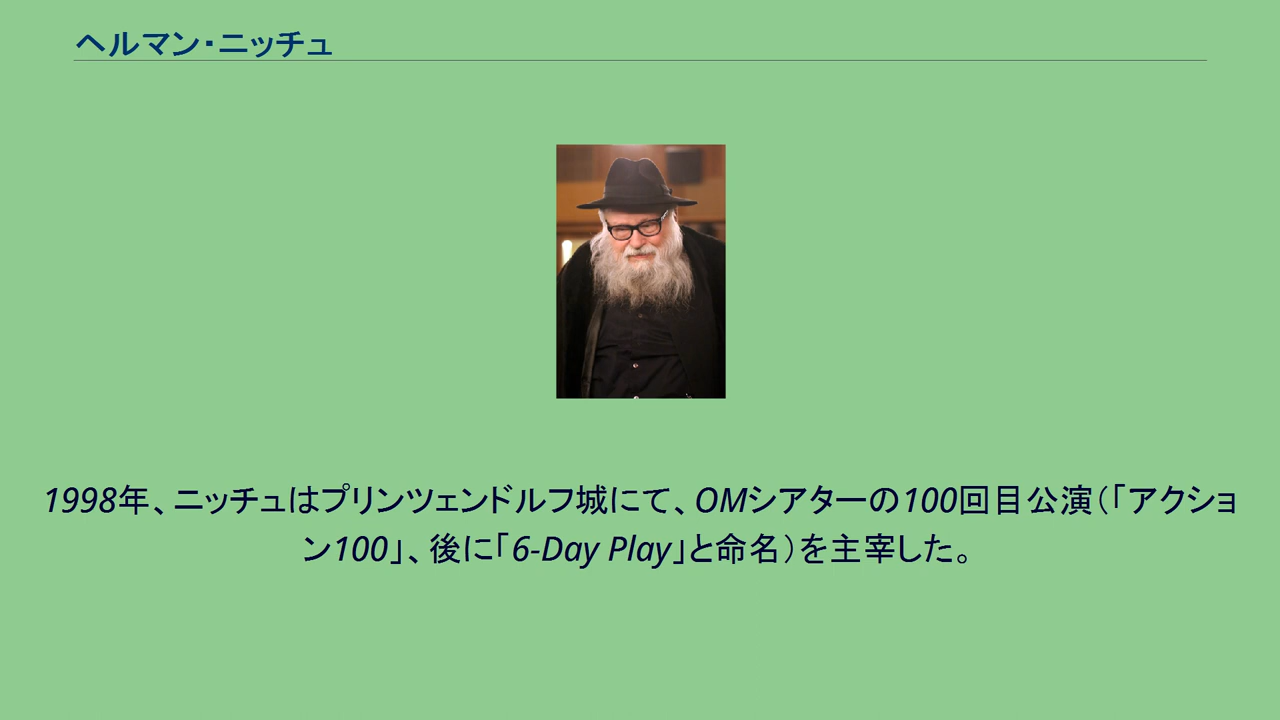 ヘルマン・ニッチュ
1998年、ニッチュはプリンツェンドルフ城にて、OMシアターの100回目公演（｢アクショ
ン100｣、後に｢6-Day Play｣と命名）を主宰した。